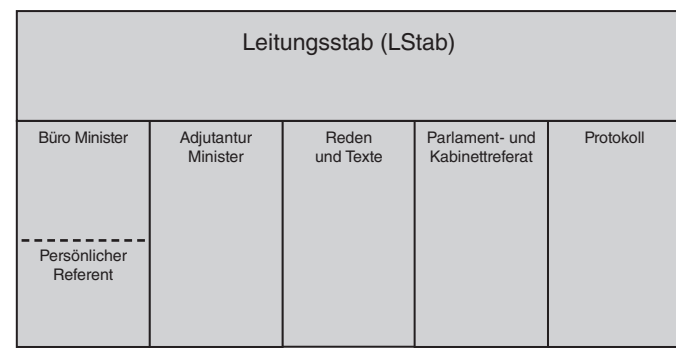 Leitungsstab (LStab)
Büro Minister
Persönlicher
Referent
Adjutantur
Minister
Reden
und Texte
Parlament- und
Kabinettreferat
Protokoll